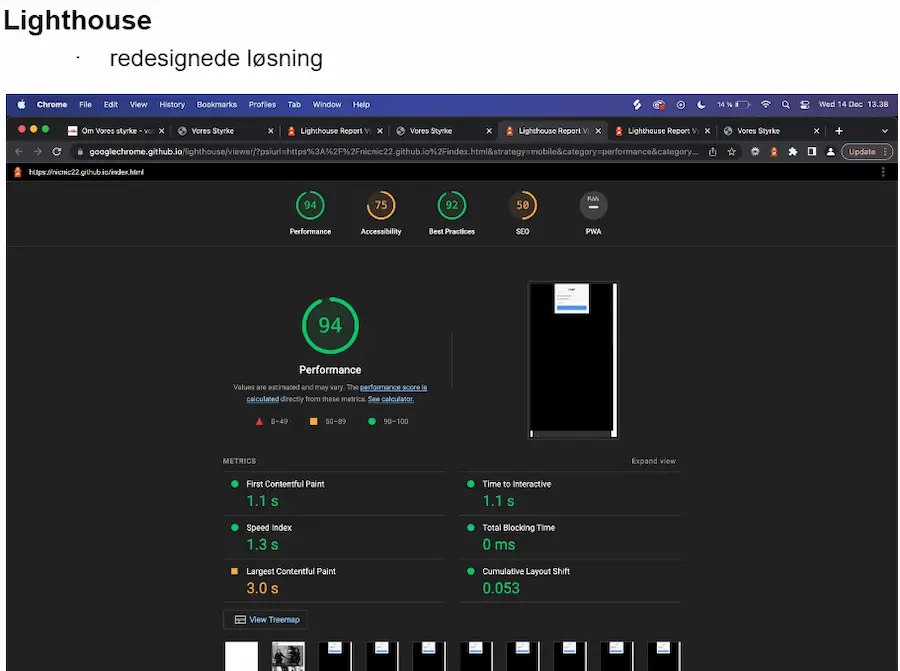 Lighthouse
· redesignede løsning
Chrome File Edit View History Bookmarks Profiles Tab Window Help 14 % Wed 14 Dec 13.38
Om Vores styrke - vo Vores Styrke Lighthouse Report Vi Vores Styrke Lighthouse Report Vi Lighthouse Report Vi Vores Styrke
googlechrome.github.io/lighthouse/viewer/?psiurl=https%3A%2F%2Fnicnic22.github.io%2Findex.html&strategy=mobile&category=performance&category... Update
https://nicnic22.github.io/index.html
94 75 92 50
Performance Accessibility Best Practices SEO PWA
94
Performance
Values are estimated and may vary. The performance score is
calculated directly from these metrics. See calculator.
0–49 50–89 90–100
METRICS Expand view
First Contentful Paint Time to Interactive
1.1 s 1.1 s
Speed Index Total Blocking Time
1.3 s 0 ms
Largest Contentful Paint Cumulative Layout Shift
3.0 s 0.053
View Treemap